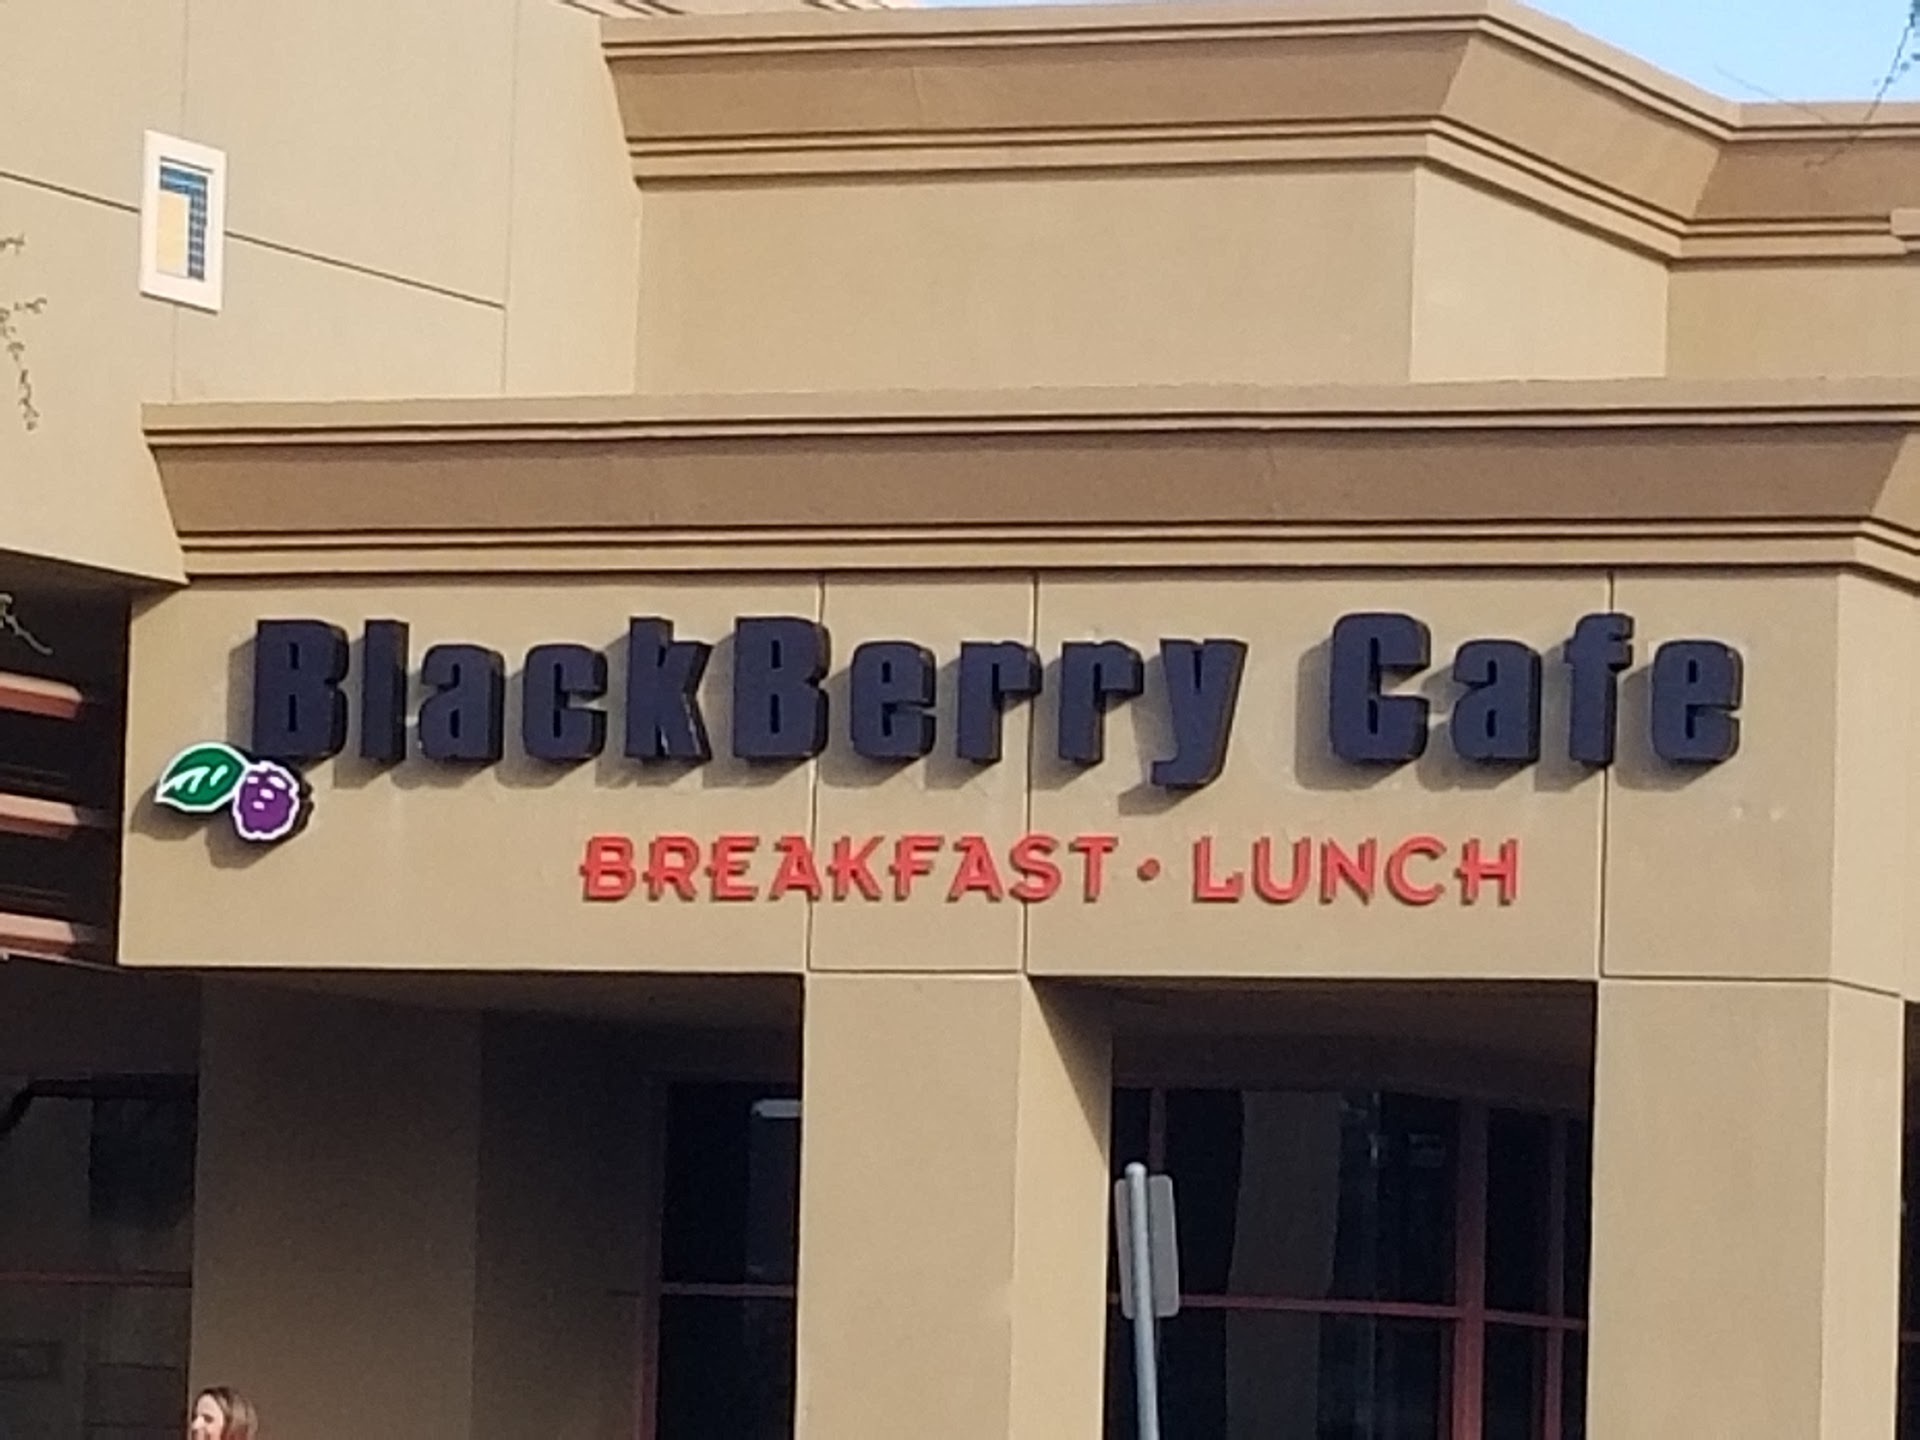 BlackBerry Cafe
BREAKFAST • LUNCH